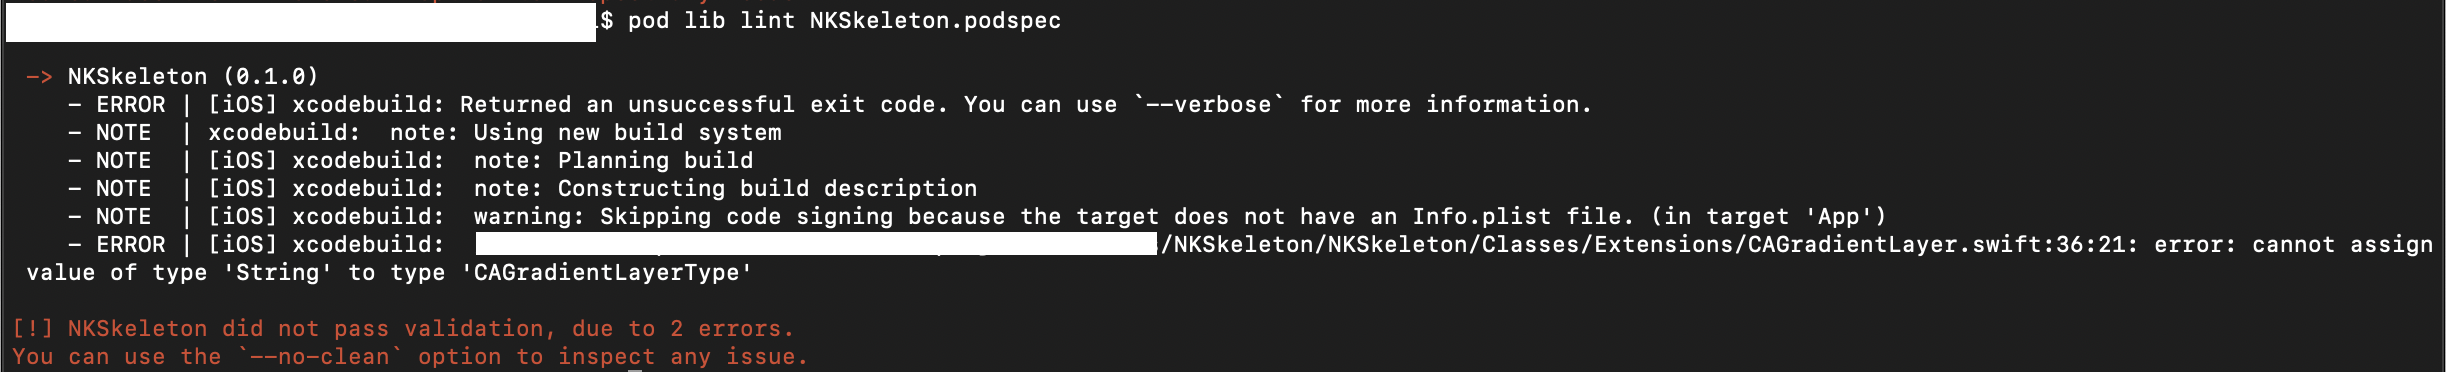 $ pod lib lint NKSkeleton.podspec
-> NKSkeleton (0.1.0)
- ERROR | [iOS] xcodebuild: Returned an unsuccessful exit code. You can use `--verbose` for more information.
- NOTE | xcodebuild: note: Using new build system
- NOTE | [iOS] xcodebuild: note: Planning build
- NOTE | [iOS] xcodebuild: note: Constructing build description
- NOTE | [iOS] xcodebuild: warning: Skipping code signing because the target does not have an Info.plist file. (in target 'App')
- ERROR | [iOS] xcodebuild: /NKSkeleton/NKSkeleton/Classes/Extensions/CAGradientLayer.swift:36:21: error: cannot assign
value of type 'String' to type 'CAGradientLayerType'
[!] NKSkeleton did not pass validation, due to 2 errors.
You can use the `--no-clean` option to inspect any issue.